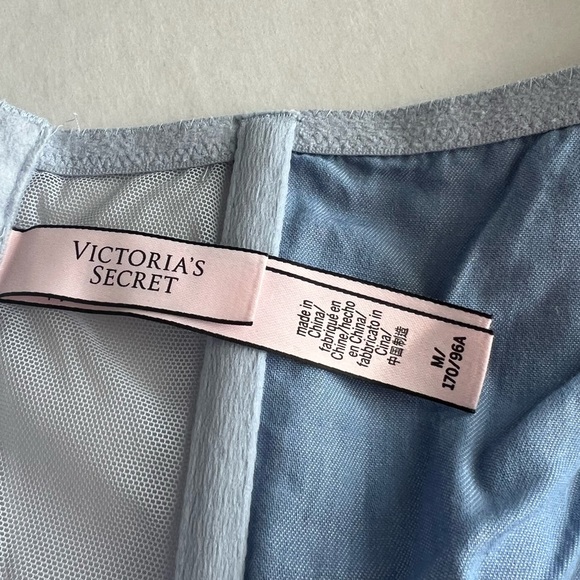 VICTORIA'S
SECRET
made in
China/
fabriqué en
Chine/hecho
en China/
fabbricato in
Cina/
中国制造
M/
170/96A